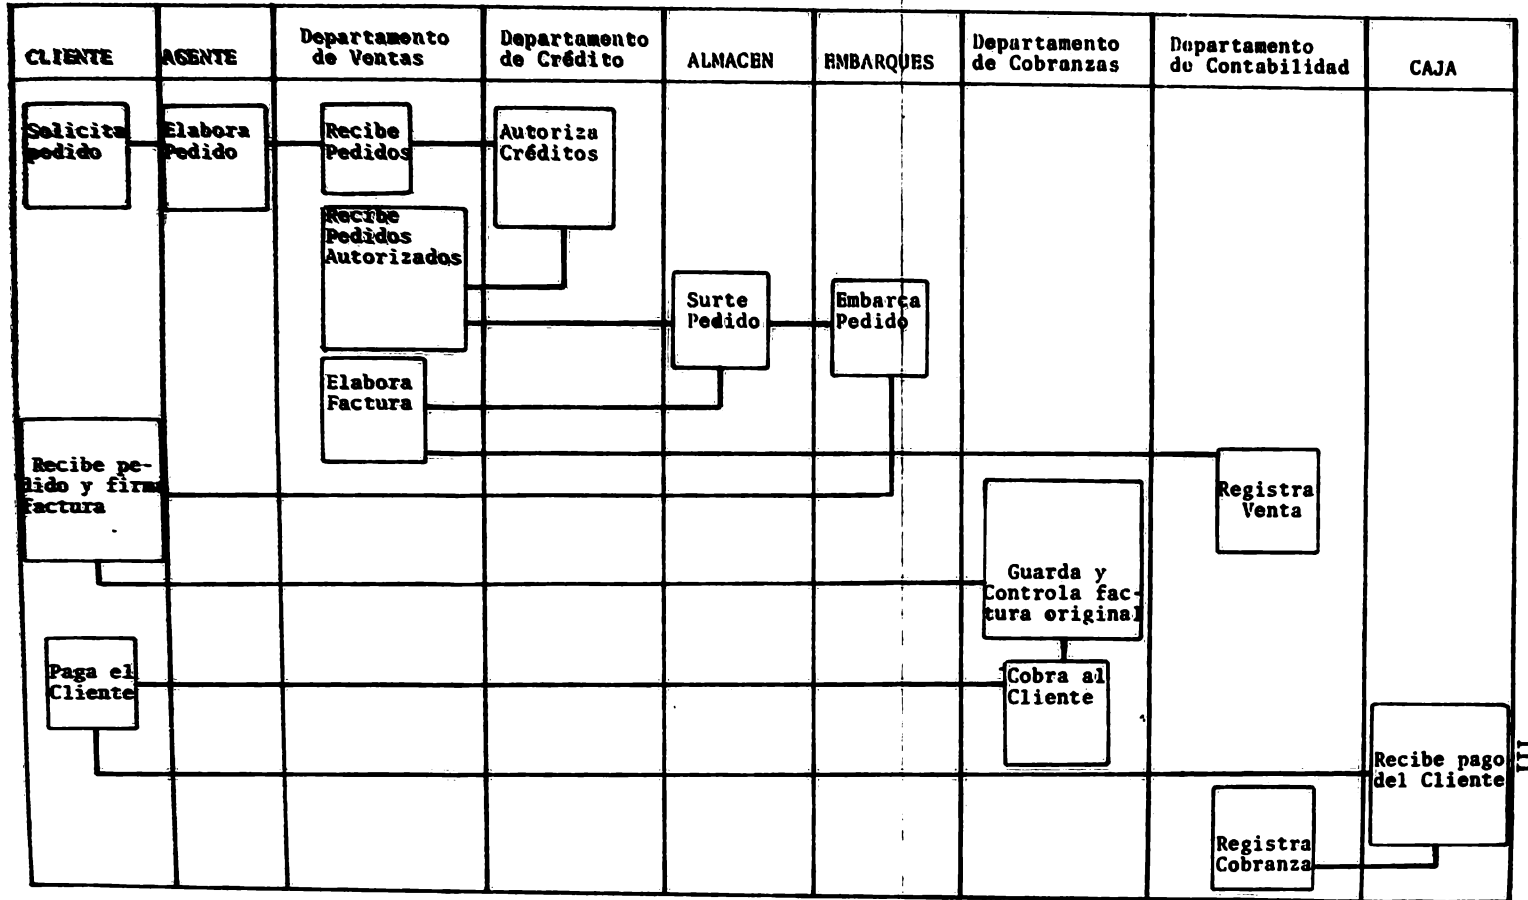 CLIENTE
AGENTE
Departamento
de Ventas
Departamento
de Crédito
ALMACEN
EMBARQUES
Departamento
de Cobranzas
Departamento
de Contabilidad
CAJA
Solicita
pedido
Elabora
Pedido
Recibe
Pedidos
Autoriza
Créditos
Recibe
Pedidos
Autorizados
Surte
Pedido
Embarca
Pedido
Elabora
Factura
Recibe pe-
dido y firma
factura
Registra
Venta
Guarda y
Controla fac-
tura original
Paga el
Cliente
Cobra al
Cliente
Recibe pago
del Cliente
Registra
Cobranza
III